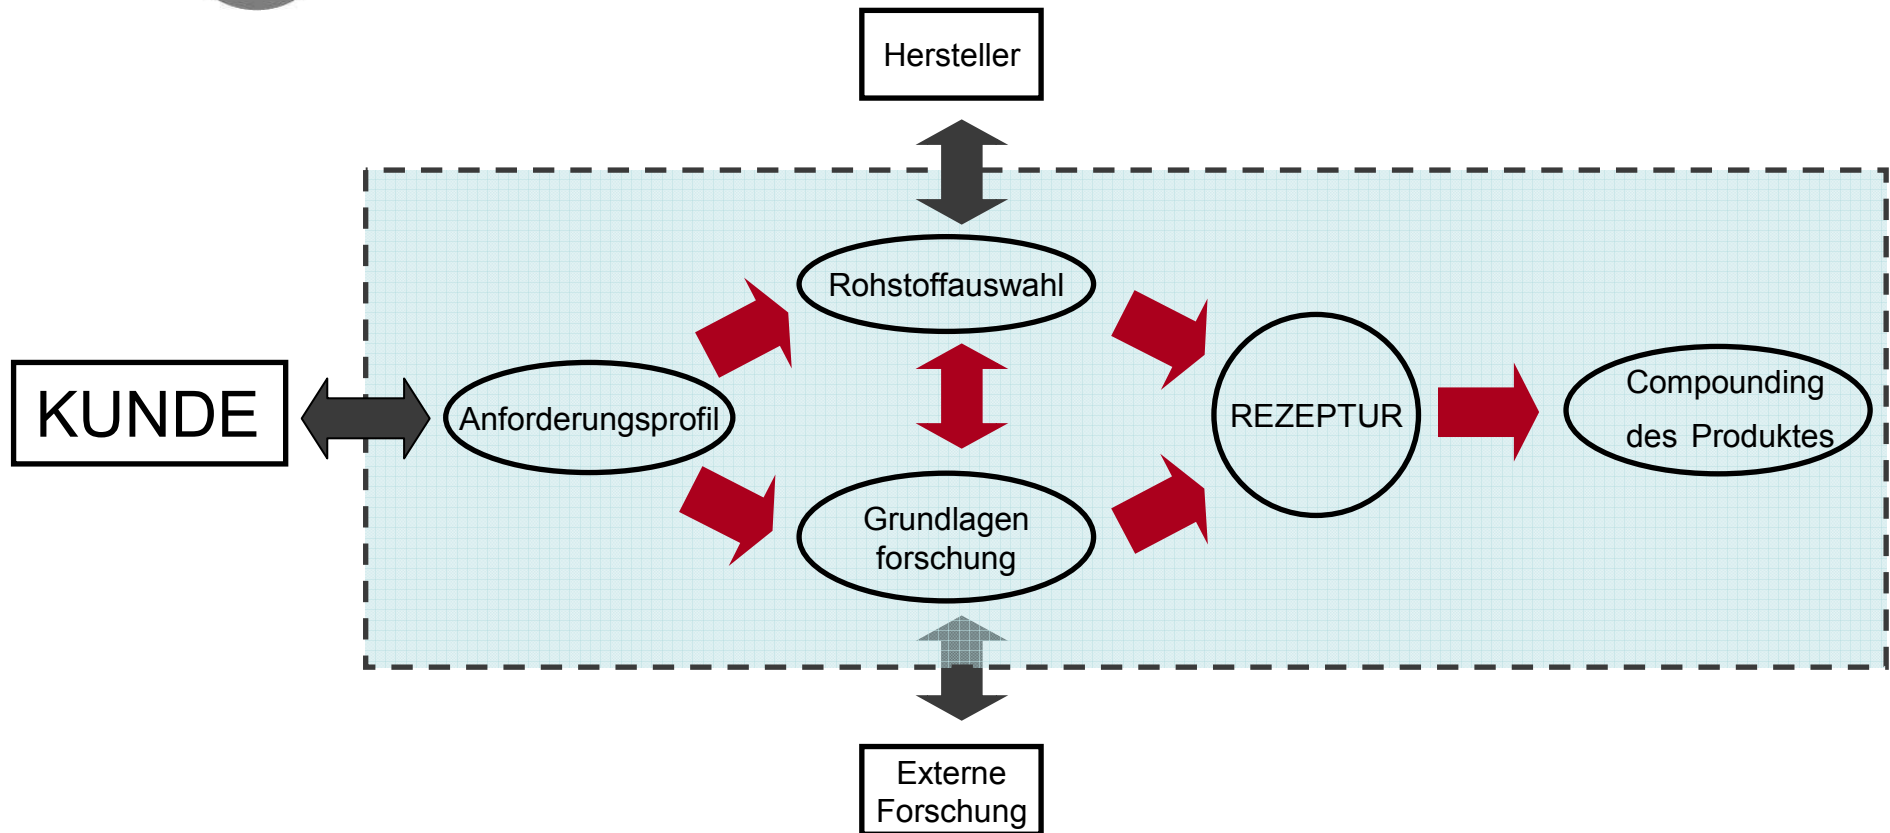 Hersteller
Rohstoffauswahl
KUNDE
Anforderungsprofil
REZEPTUR
Compounding
des Produktes
Grundlagen
forschung
Externe
Forschung